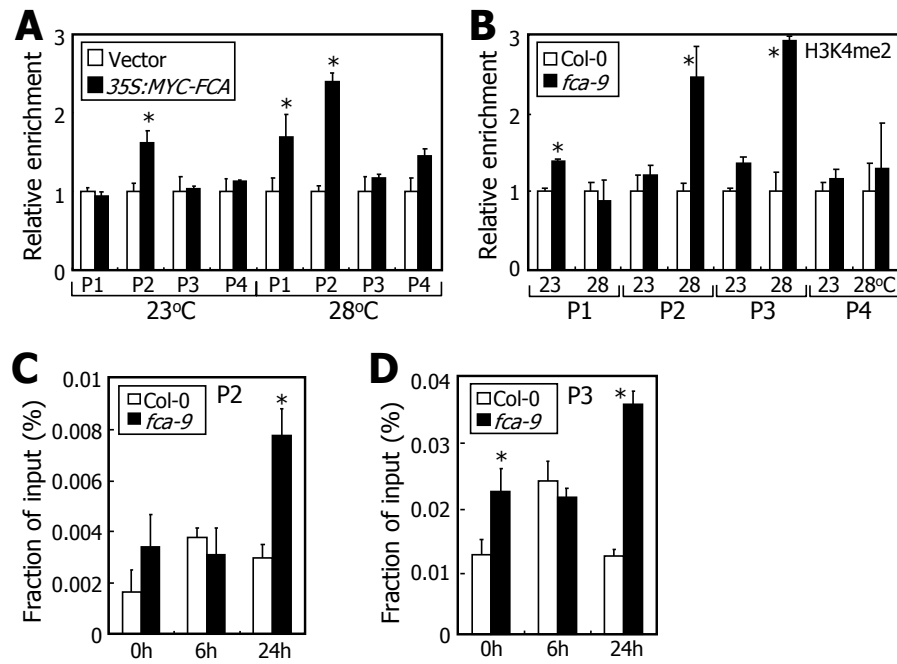 A
Relative enrichment
3
2
1
0
Vector
35S:MYC-FCA
*
*
*
P1 P2 P3 P4 P1 P2 P3 P4
23ºC 28ºC
B
Relative enrichment
3
2
1
0
Col-0
fca-9
H3K4me2
*
*
*
23 28 23 28 23 28 23 28ºC
P1 P2 P3 P4
C
Fraction of input (%)
0.01
0.008
0.006
0.004
0.002
0
Col-0
fca-9
P2
*
0h 6h 24h
D
Fraction of input (%)
0.04
0.03
0.02
0.01
0
Col-0
fca-9
P3
*
*
0h 6h 24h